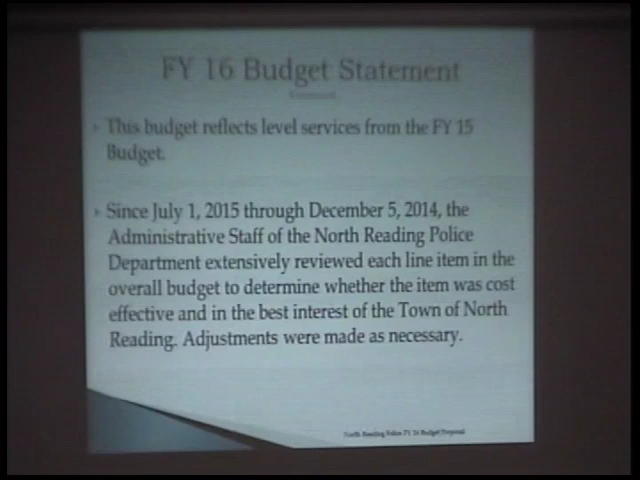 FY 16 Budget Statement
This budget reflects level services from the FY 15
Budget.
Since July 1, 2015 through December 5, 2014, the
Administrative Staff of the North Reading Police
Department extensively reviewed each line item in the
overall budget to determine whether the item was cost
effective and in the best interest of the Town of North
Reading. Adjustments were made as necessary.
North Reading Police FY 16 Budget Proposal